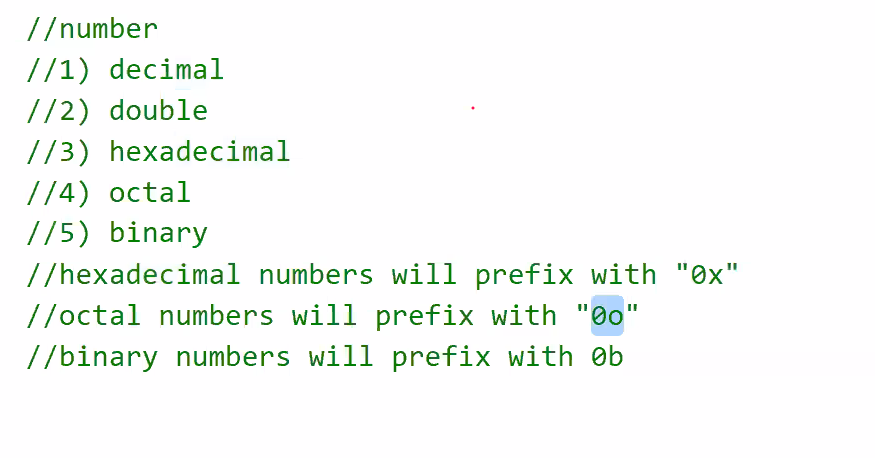 //number
//1) decimal
//2) double
//3) hexadecimal
//4) octal
//5) binary
//hexadecimal numbers will prefix with "0x"
//octal numbers will prefix with "0o"
//binary numbers will prefix with 0b